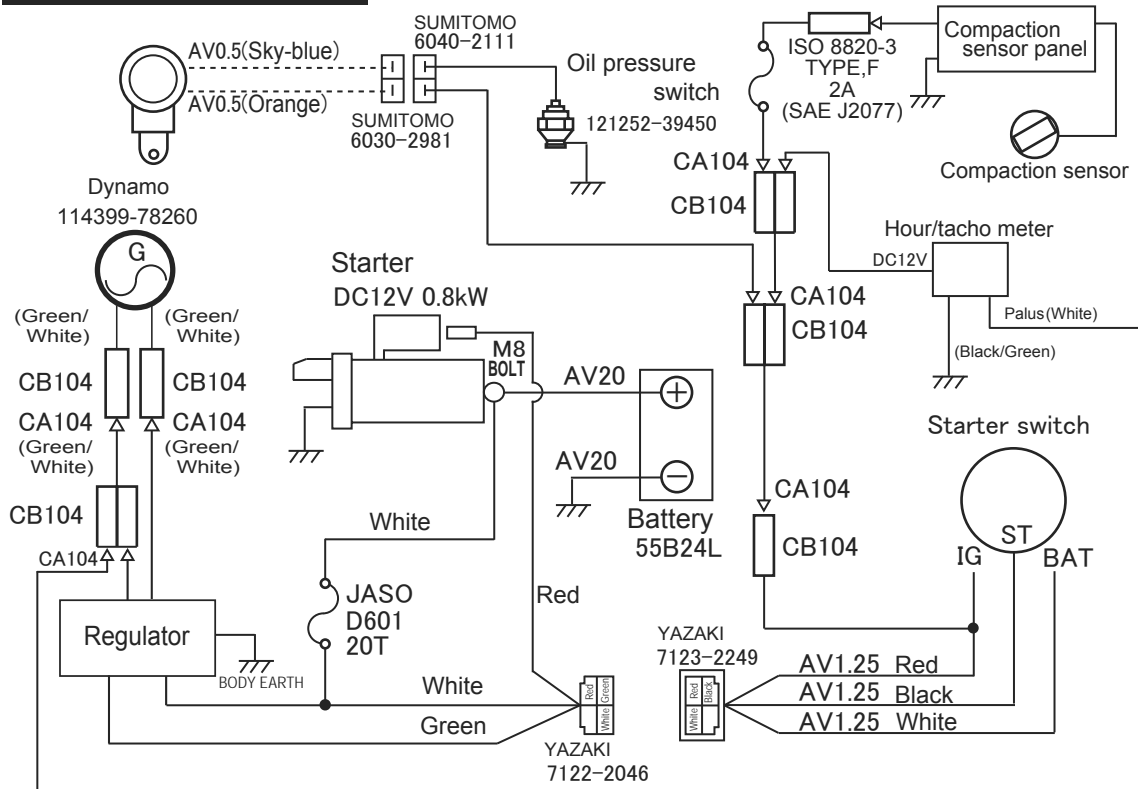 SUMITOMO
6040-2111
AV0.5(Sky-blue)
AV0.5(Orange)
SUMITOMO
6030-2981
Oil pressure
switch
121252-39450
ISO 8820-3
TYPE,F
2A
(SAE J2077)
Compaction
sensor panel
Compaction sensor
CA104
CB104
Dynamo
114399-78260
G
(Green/
White)
(Green/
White)
CB104
CB104
CA104
CA104
(Green/
White)
(Green/
White)
CB104
CA104
Regulator
BODY EARTH
Starter
DC12V 0.8kW
M8
BOLT
AV20
AV20
Battery
55B24L
White
JASO
D601
20T
Red
White
Green
Red
Green
White
YAZAKI
7122-2046
Hour/tacho meter
DC12V
Palus(White)
(Black/Green)
CA104
CB104
CA104
CB104
Starter switch
ST
IG
BAT
YAZAKI
7123-2249
Red
Black
White
AV1.25 Red
AV1.25 Black
AV1.25 White